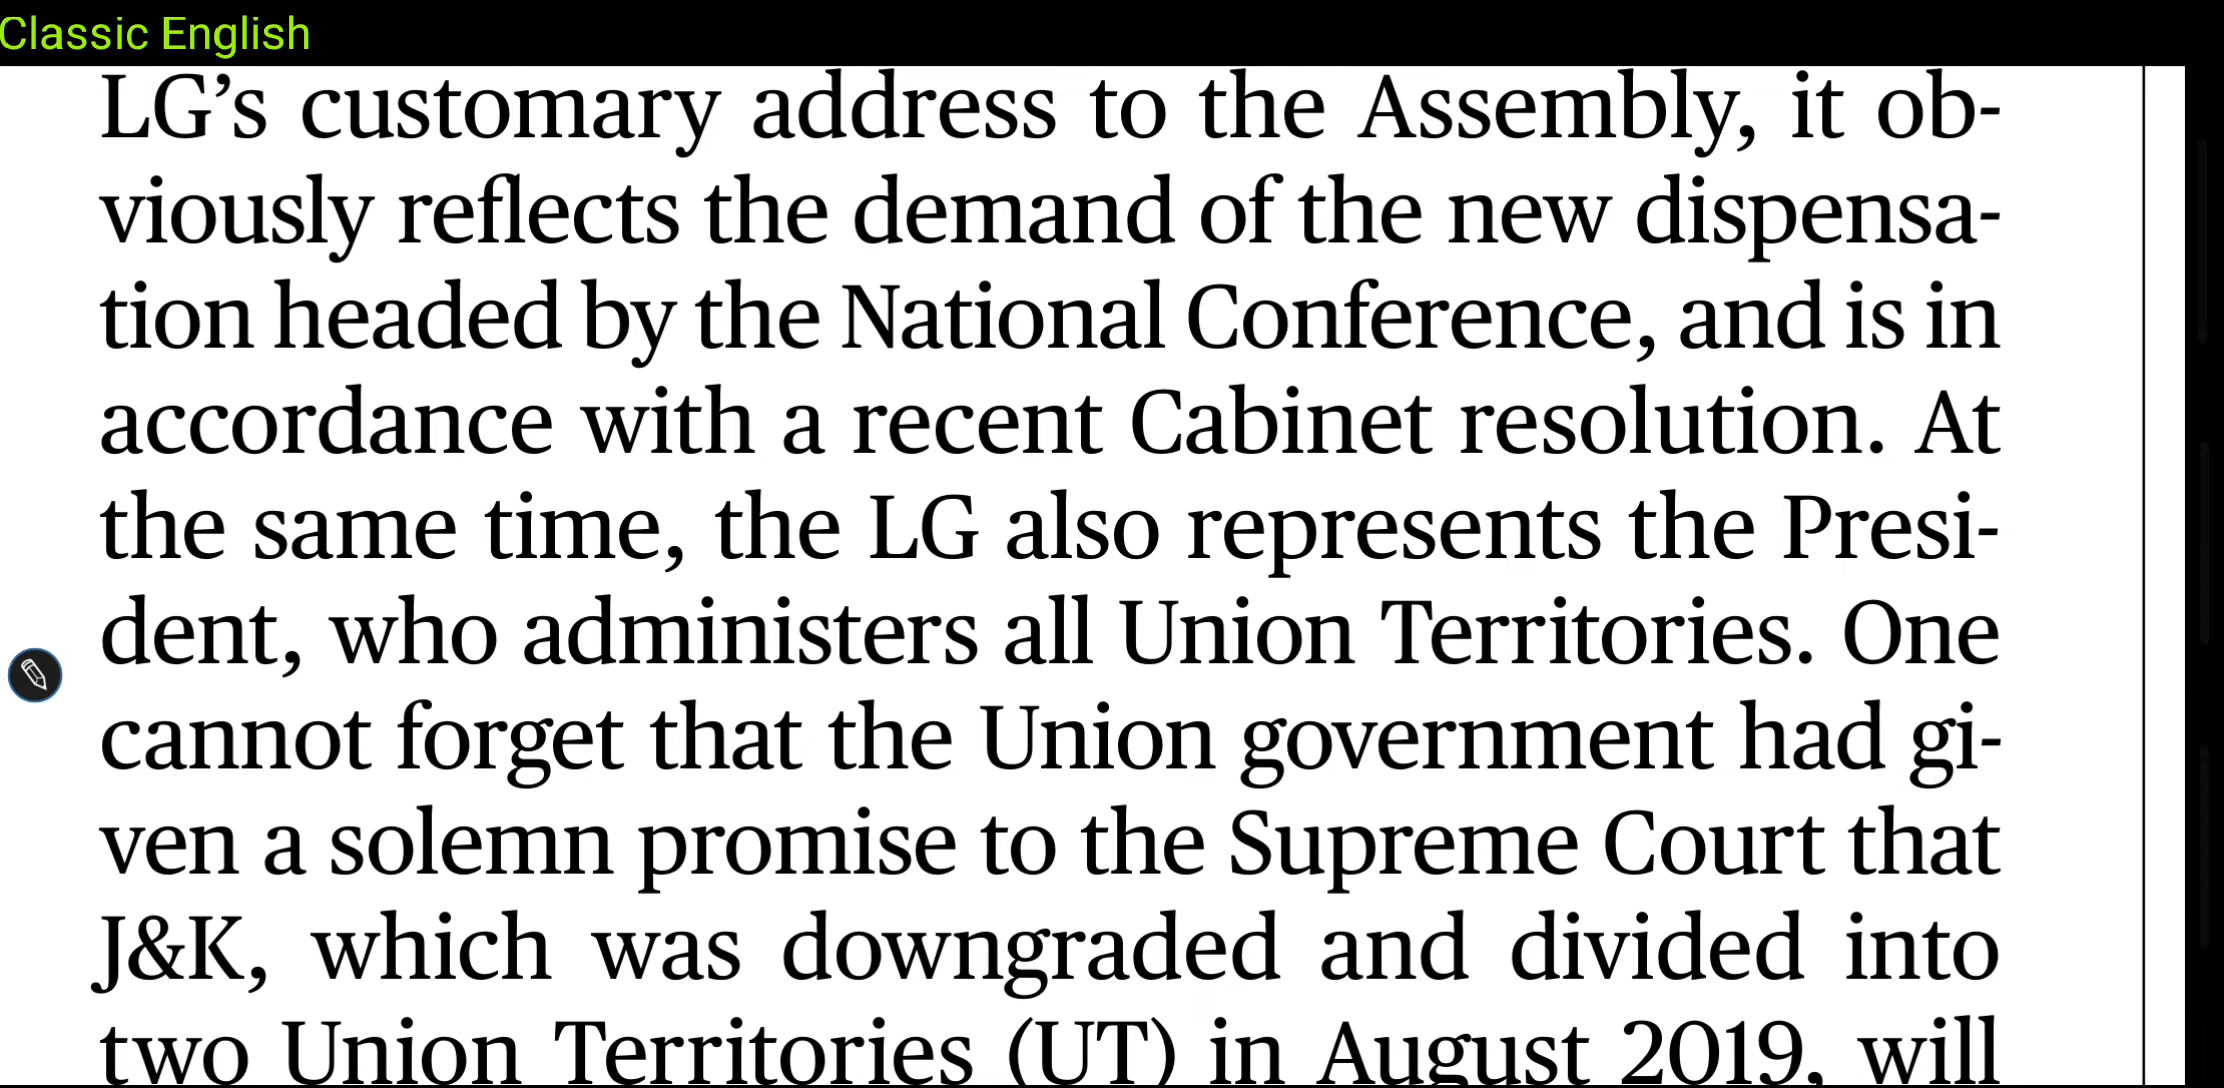 Classic English
LG’s customary address to the Assembly, it ob-
viously reflects the demand of the new dispensa-
tion headed by the National Conference, and is in
accordance with a recent Cabinet resolution. At
the same time, the LG also represents the Presi-
dent, who administers all Union Territories. One
cannot forget that the Union government had gi-
ven a solemn promise to the Supreme Court that
J&K, which was downgraded and divided into
two Union Territories (UT) in August 2019, will